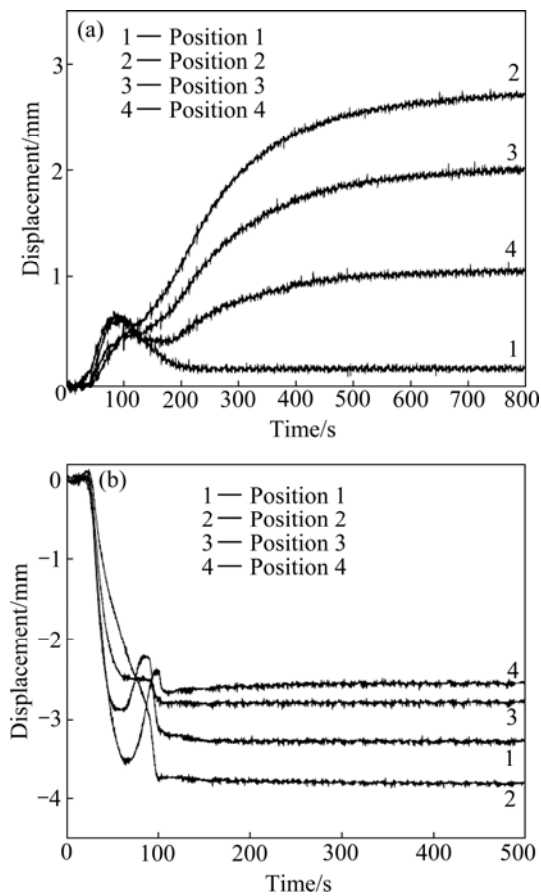 (a)
1 — Position 1
2 — Position 2
3 — Position 3
4 — Position 4
Displacement/mm
3
2
1
0
2
3
4
1
100 200 300 400 500 600 700 800
Time/s
(b)
1 — Position 1
2 — Position 2
3 — Position 3
4 — Position 4
Displacement/mm
0
−1
−2
−3
−4
4
3
1
2
0 100 200 300 400 500
Time/s